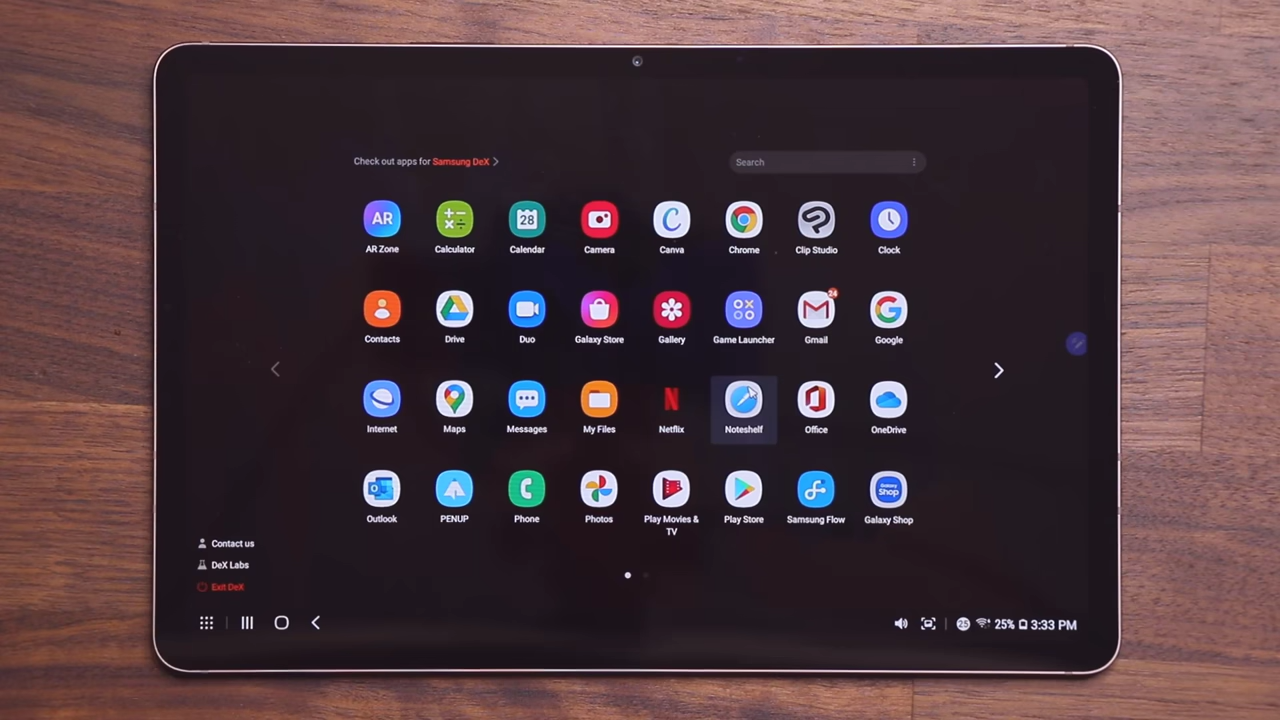 Check out apps for Samsung DeX >
Search
AR
28
AR Zone Calculator Calendar Camera Canva Chrome Clip Studio Clock
24
Contacts Drive Duo Galaxy Store Gallery Game Launcher Gmail Google
Internet Maps Messages My Files Netflix Noteshelf Office OneDrive
Galaxy Shop
Outlook PENUP Phone Photos Play Movies & TV Play Store Samsung Flow Galaxy Shop
Contact us
DeX Labs
Exit DeX
25 25% 3:33 PM